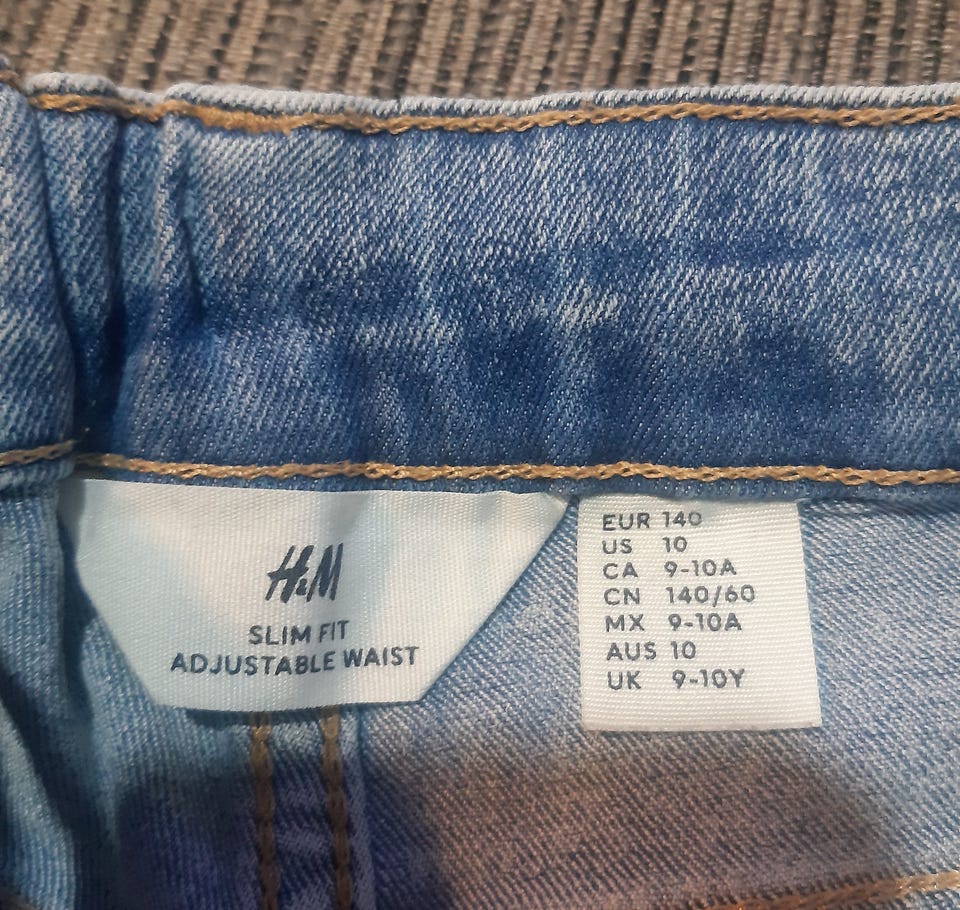 H&M
SLIM FIT
ADJUSTABLE WAIST
EUR 140
US 10
CA 9-10A
CN 140/60
MX 9-10A
AUS 10
UK 9-10Y